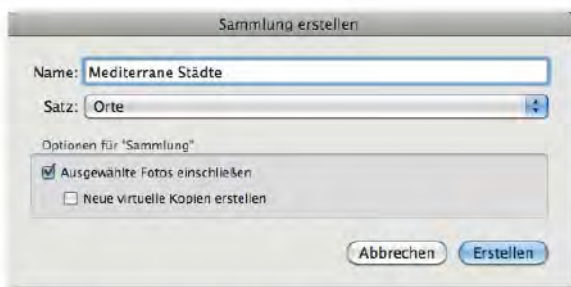 Sammlung erstellen
Name: Mediterrane Städte
Satz: Orte
Optionen für "Sammlung"
Ausgewählte Fotos einschließen
Neue virtuelle Kopien erstellen
Abbrechen Erstellen